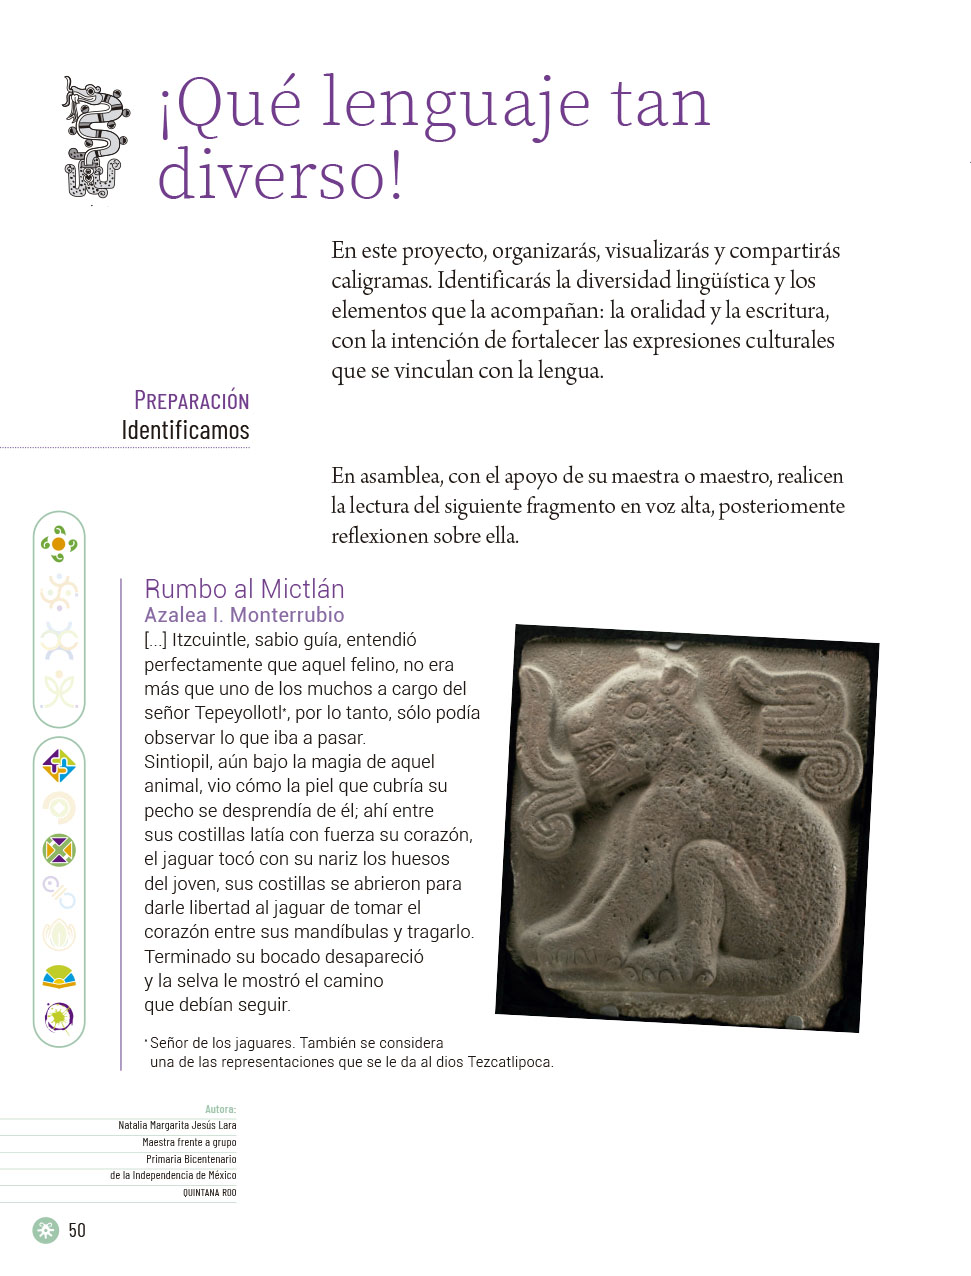 ¡Qué lenguaje tan
diverso!
En este proyecto, organizarás, visualizarás y compartirás
caligramas. Identificarás la diversidad lingüística y los
elementos que la acompañan: la oralidad y la escritura,
con la intención de fortalecer las expresiones culturales
que se vinculan con la lengua.
PREPARACIÓN
Identificamos
En asamblea, con el apoyo de su maestra o maestro, realicen
la lectura del siguiente fragmento en voz alta, posteriormente
reflexionen sobre ella.
Rumbo al Mictlán
Azalea I. Monterrubio
[...] Itzcuintle, sabio guía, entendió
perfectamente que aquel felino, no era
más que uno de los muchos a cargo del
señor Tepeyollotl*, por lo tanto, sólo podía
observar lo que iba a pasar.
Sintiopil, aún bajo la magia de aquel
animal, vio cómo la piel que cubría su
pecho se desprendía de él; ahí entre
sus costillas latía con fuerza su corazón,
el jaguar tocó con su nariz los huesos
del joven, sus costillas se abrieron para
darle libertad al jaguar de tomar el
corazón entre sus mandíbulas y tragarlo.
Terminado su bocado desapareció
y la selva le mostró el camino
que debían seguir.
* Señor de los jaguares. También se considera
una de las representaciones que se le da al dios Tezcatlipoca.
Autora:
Natalia Margarita Jesús Lara
Maestra frente a grupo
Primaria Bicentenario
de la Independencia de México
QUINTANA ROO
50